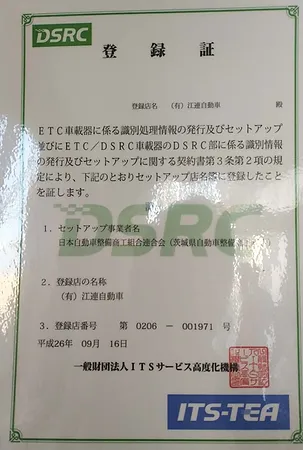 DSRC
登録証
登録店名 (有)江連自動車 殿
ETC車載器に係る識別処理情報の発行及びセットアップ
並びにETC/DSRC車載器のDSRC部に係る識別情報
の発行及びセットアップに関する契約書第3条第2項の規
定により、下記のとおりセットアップ店名簿に登録したこと
を証します。
DSRC
1.セットアップ事業者名
日本自動車整備商工組合連合会(茨城県自動車整備
2.登録店の名称
(有)江連自動車
3.登録店番号 第 0206 - 001971 号
平成26年 09月 16日
一般財団法人ITSサービス高度化機構
ITS-TEA